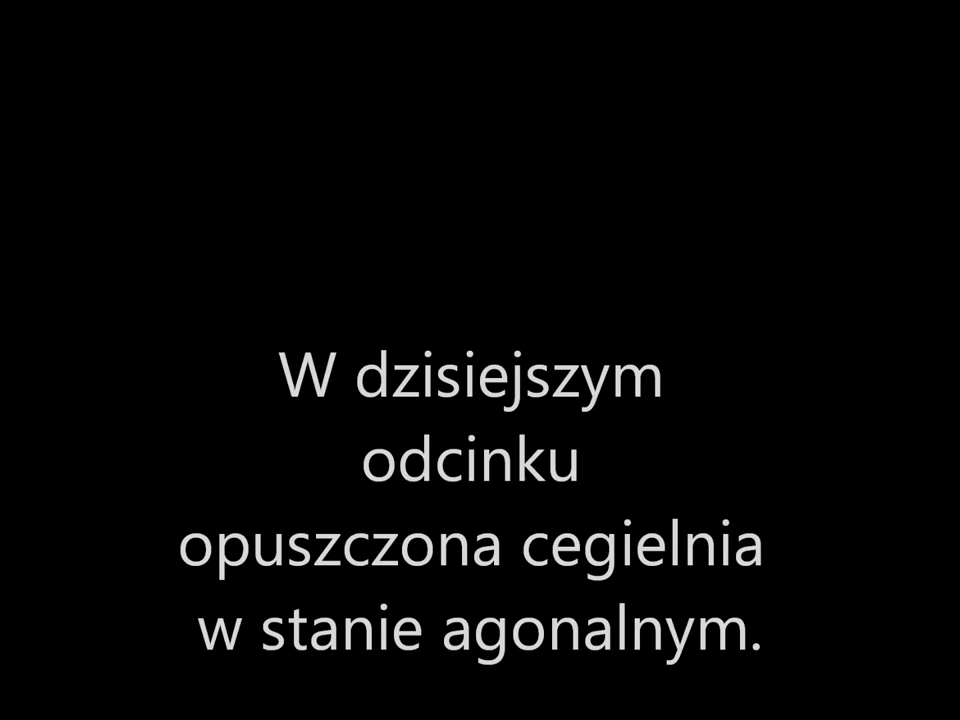 W dzisiejszym
odcinku
opuszczona cegielnia
w stanie agonalnym.